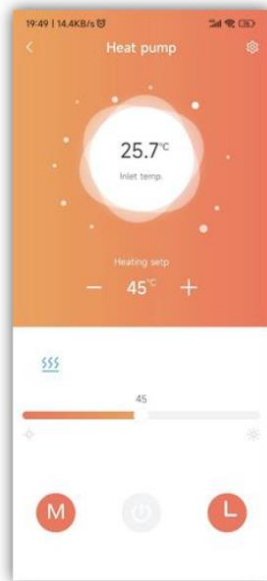 19:49 | 14.4KB/s
Heat pump
25.7°C
Inlet temp.
Heating setp
45°C
45
M